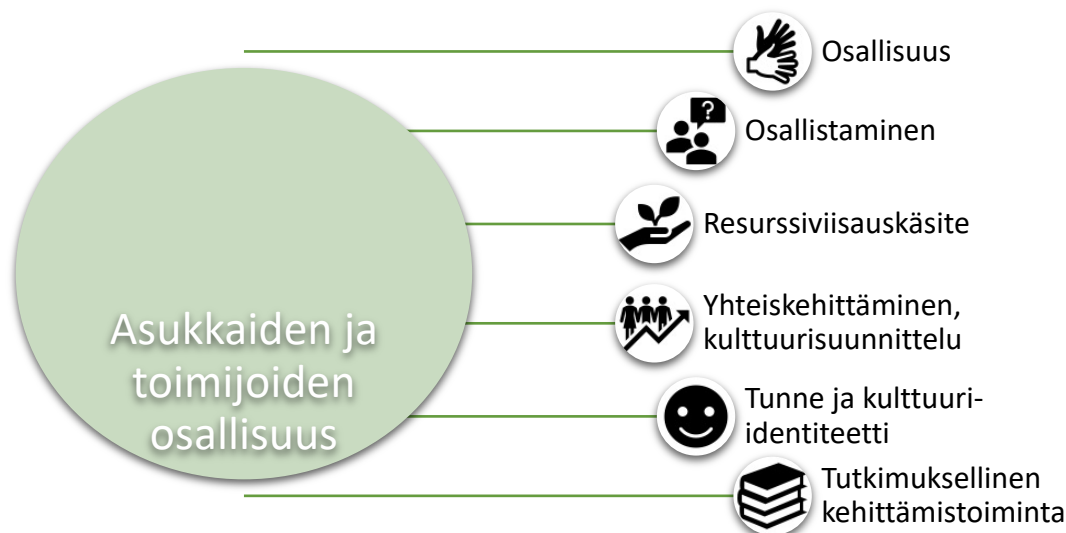 Asukkaiden ja
toimijoiden
osallisuus
Osallisuus
?
Osallistaminen
Resurssiviisauskäsite
Yhteiskehittäminen,
kulttuurisuunnittelu
Tunne ja kulttuuri-
identiteetti
Tutkimuksellinen
kehittämistoiminta